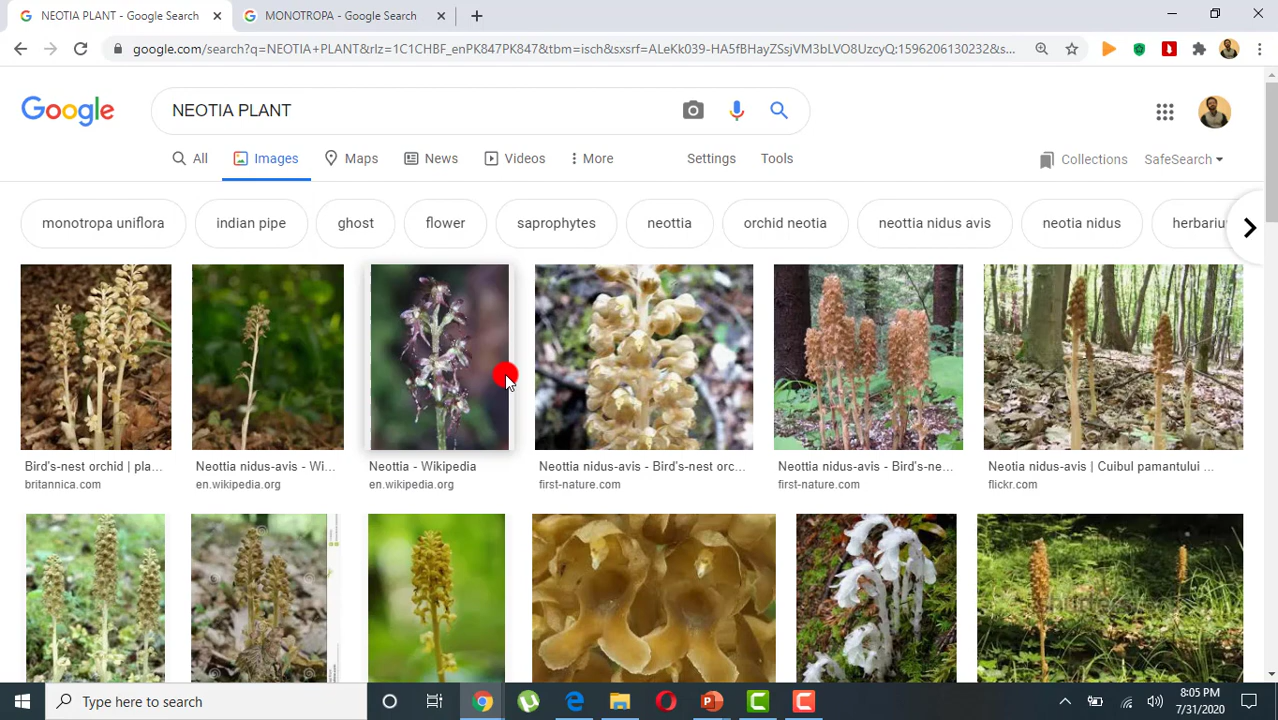 NEOTIA PLANT - Google Search
MONOTROPA - Google Search
google.com/search?q=NEOTIA+PLANT&rlz=1C1CHBF_enPK847PK847&tbm=isch&sxsrf=ALeKk039-HA5fBHayZSsjVM3bLVO8UzcyQ:1596206130232&s...
Google
NEOTIA PLANT
All
Images
Maps
News
Videos
More
Settings
Tools
Collections
SafeSearch
monotropa uniflora
indian pipe
ghost
flower
saprophytes
neottia
orchid neotia
neottia nidus avis
neotia nidus
herbariu
Bird's-nest orchid | pla...
britannica.com
Neottia nidus-avis - Wi...
en.wikipedia.org
Neottia - Wikipedia
en.wikipedia.org
Neottia nidus-avis - Bird's-nest orc...
first-nature.com
Neottia nidus-avis - Bird's-ne...
first-nature.com
Neotia nidus-avis | Cuibul pamantului ...
flickr.com
Type here to search
8:05 PM
7/31/2020